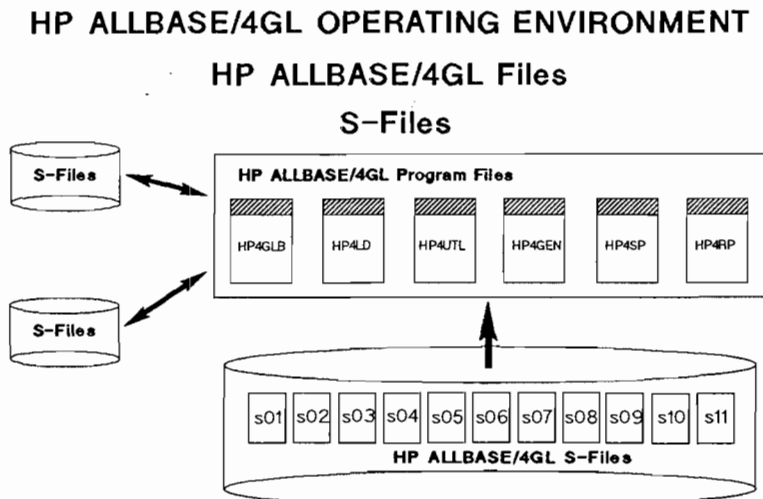 HP ALLBASE/4GL OPERATING ENVIRONMENT
HP ALLBASE/4GL Files
S-Files
S-Files
HP ALLBASE/4GL Program Files
HP4GLB HP4LD HP4UTL HP4GEN HP4SP HP4RP
S-Files
s01 s02 s03 s04 s05 s06 s07 s08 s09 s10 s11
HP ALLBASE/4GL S-Files